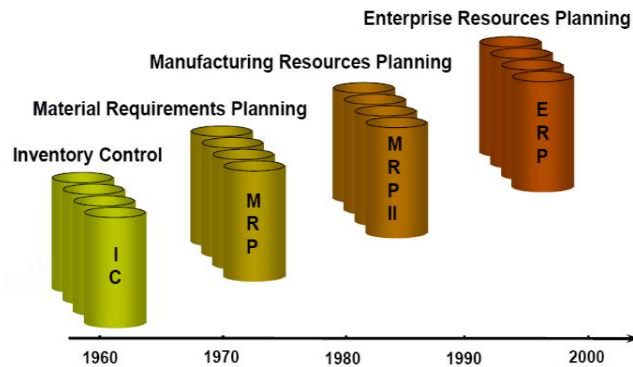 Enterprise Resources Planning
Manufacturing Resources Planning
Material Requirements Planning
Inventory Control
I
C
M
R
P
M
R
P
II
E
R
P
1960 1970 1980 1990 2000